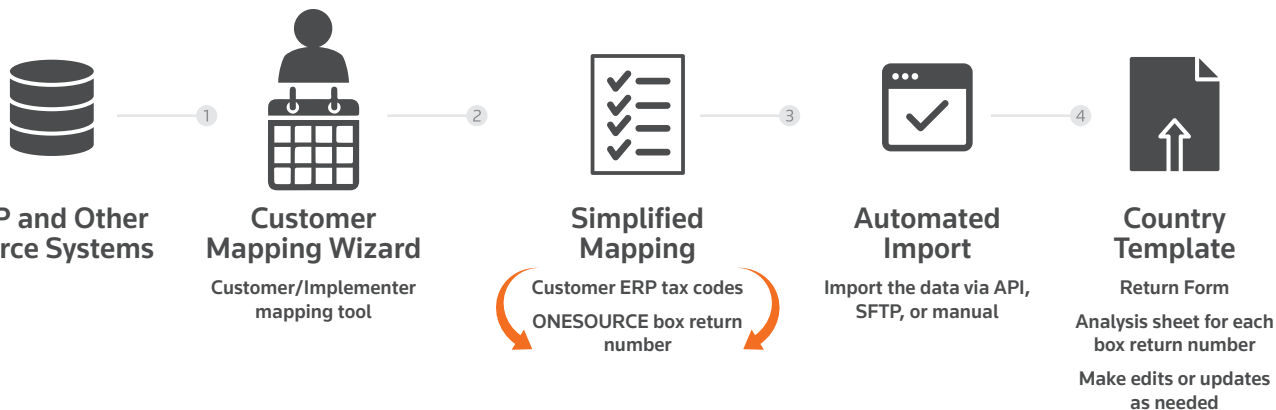 1
2
3
4
P and Other
rce Systems
Customer
Mapping Wizard
Customer/Implementer
mapping tool
Simplified
Mapping
Customer ERP tax codes
ONESOURCE box return
number
Automated
Import
Import the data via API,
SFTP, or manual
Country
Template
Return Form
Analysis sheet for each
box return number
Make edits or updates
as needed